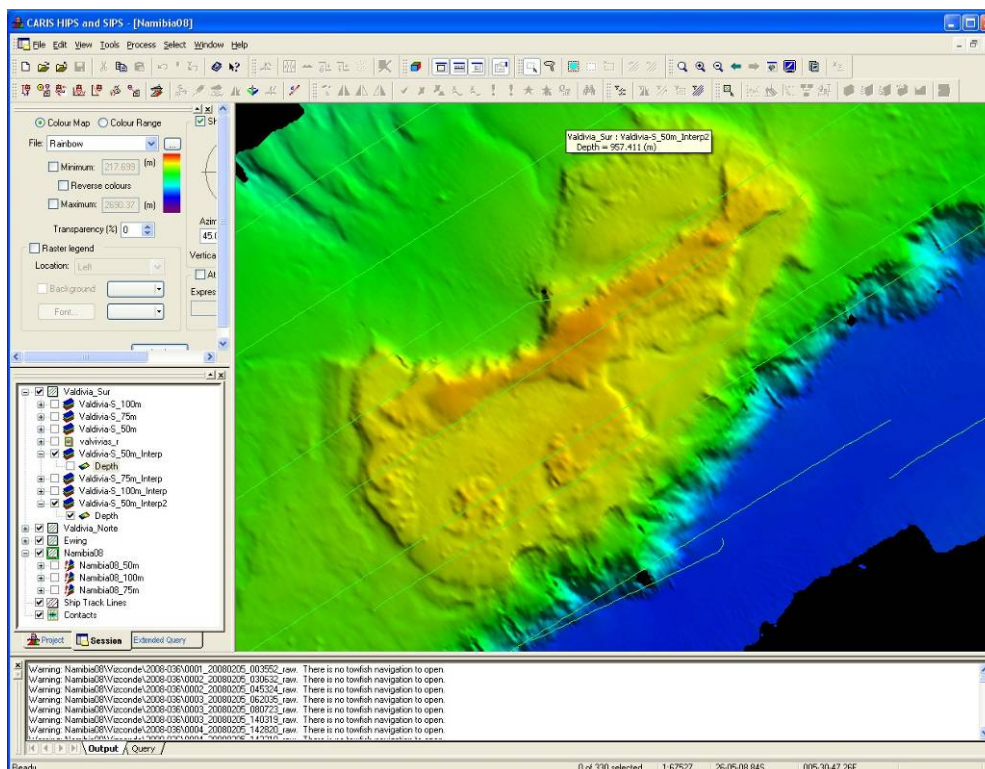 CARIS HIPS and SIPS - [Namibia08]
File Edit View Tools Process Select Window Help
Colour Map Colour Range
File: Rainbow ...
Minimum: 217.699 (m)
Reverse colours
Maximum: 2690.37 (m)
Transparency (%) 0
Raster legend
Location: Left
Background
Font...
Sh
Azim
45.0
Vertica
At
Expres
Valdivia_Sur : Valdivia-S_50m_Interp2
Depth = 957.411 (m)
Valdivia_Sur
Valdivia-S_100m
Valdivia-S_75m
Valdivia-S_50m
valvivias_r
Valdivia-S_50m_Interp
Depth
Valdivia-S_75m_Interp
Valdivia-S_100m_Interp
Valdivia-S_50m_Interp2
Depth
Valdivia_Norte
Ewing
Namibia08
Namibia08_50m
Namibia08_100m
Namibia08_75m
Ship Track Lines
Contacts
Project Session Extended Query
Warning: Namibia08\Vizconde\2008-036\0001_20080205_003552_raw. There is no towfish navigation to open.
Warning: Namibia08\Vizconde\2008-036\0002_20080205_030632_raw. There is no towfish navigation to open.
Warning: Namibia08\Vizconde\2008-036\0002_20080205_045324_raw. There is no towfish navigation to open.
Warning: Namibia08\Vizconde\2008-036\0003_20080205_062035_raw. There is no towfish navigation to open.
Warning: Namibia08\Vizconde\2008-036\0003_20080205_080723_raw. There is no towfish navigation to open.
Warning: Namibia08\Vizconde\2008-036\0003_20080205_140319_raw. There is no towfish navigation to open.
Warning: Namibia08\Vizconde\2008-036\0004_20080205_142820_raw. There is no towfish navigation to open.
Output Query
Ready 0 of 330 selected 1:67527 26-05-08.84S 005-30-47.26E